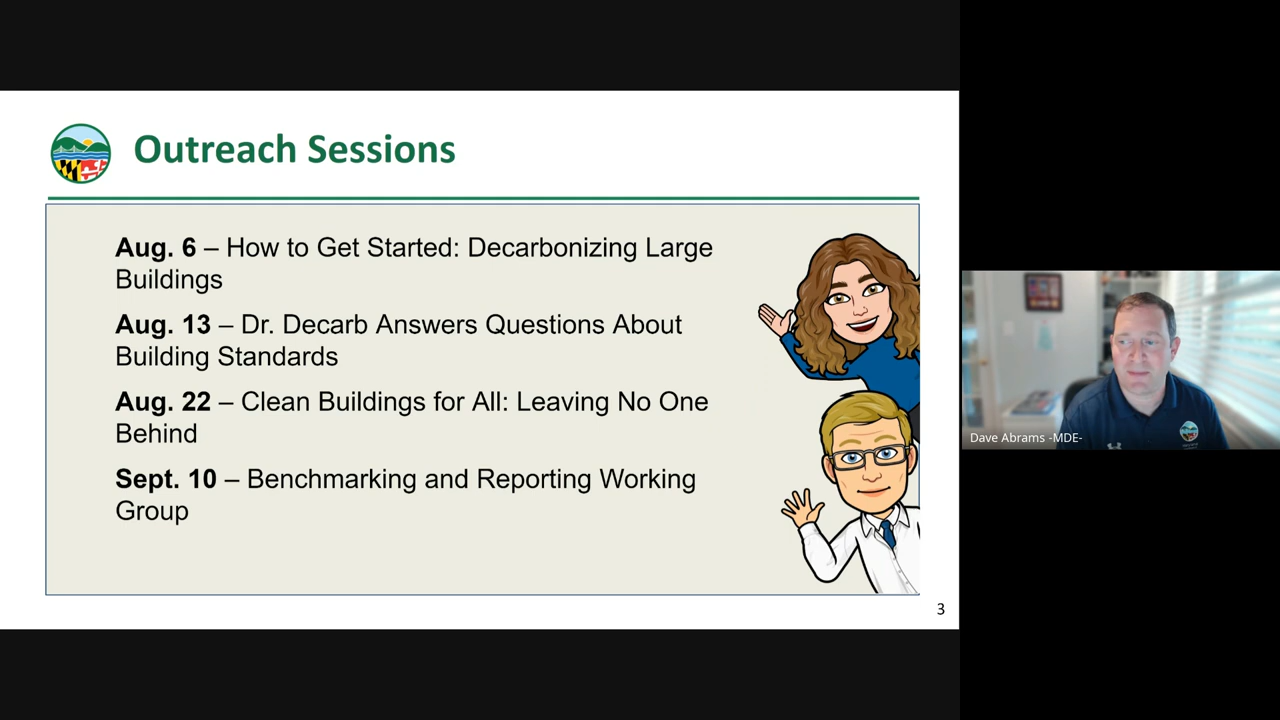 Outreach Sessions
Aug. 6 – How to Get Started: Decarbonizing Large
Buildings
Aug. 13 – Dr. Decarb Answers Questions About
Building Standards
Aug. 22 – Clean Buildings for All: Leaving No One
Behind
Sept. 10 – Benchmarking and Reporting Working
Group
3
Dave Abrams -MDE-